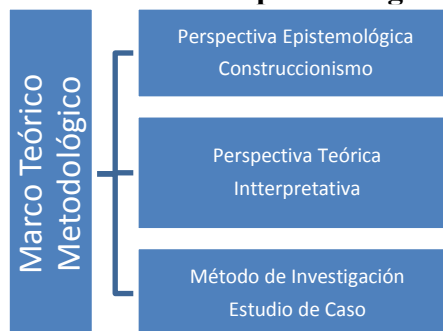 Marco Teórico
Metodológico
Perspectiva Epistemológica
Construccionismo
Perspectiva Teórica
Intterpretativa
Método de Investigación
Estudio de Caso